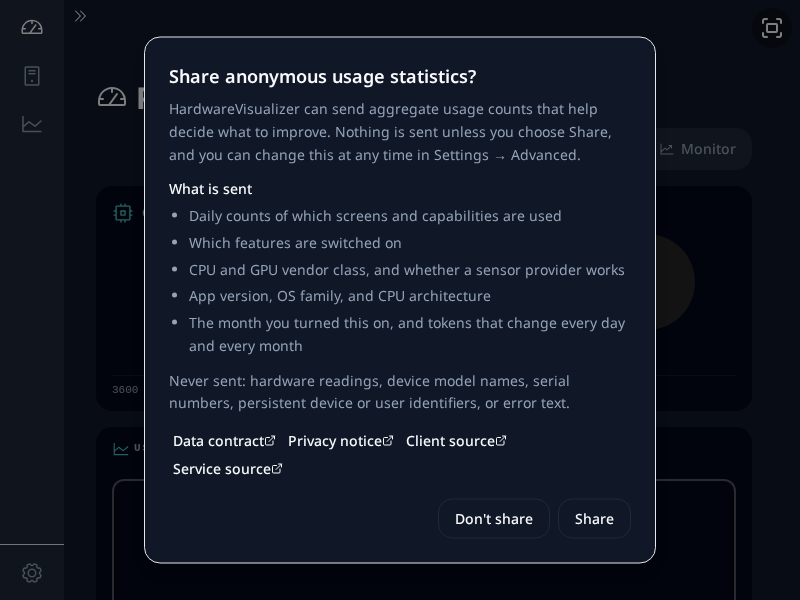 Share anonymous usage statistics?
HardwareVisualizer can send aggregate usage counts that help
decide what to improve. Nothing is sent unless you choose Share,
and you can change this at any time in Settings → Advanced.
Monitor
What is sent
Daily counts of which screens and capabilities are used
Which features are switched on
CPU and GPU vendor class, and whether a sensor provider works
App version, OS family, and CPU architecture
The month you turned this on, and tokens that change every day
and every month
Never sent: hardware readings, device model names, serial
numbers, persistent device or user identifiers, or error text.
3600
Data contract Privacy notice Client source
Service source
Don't share Share